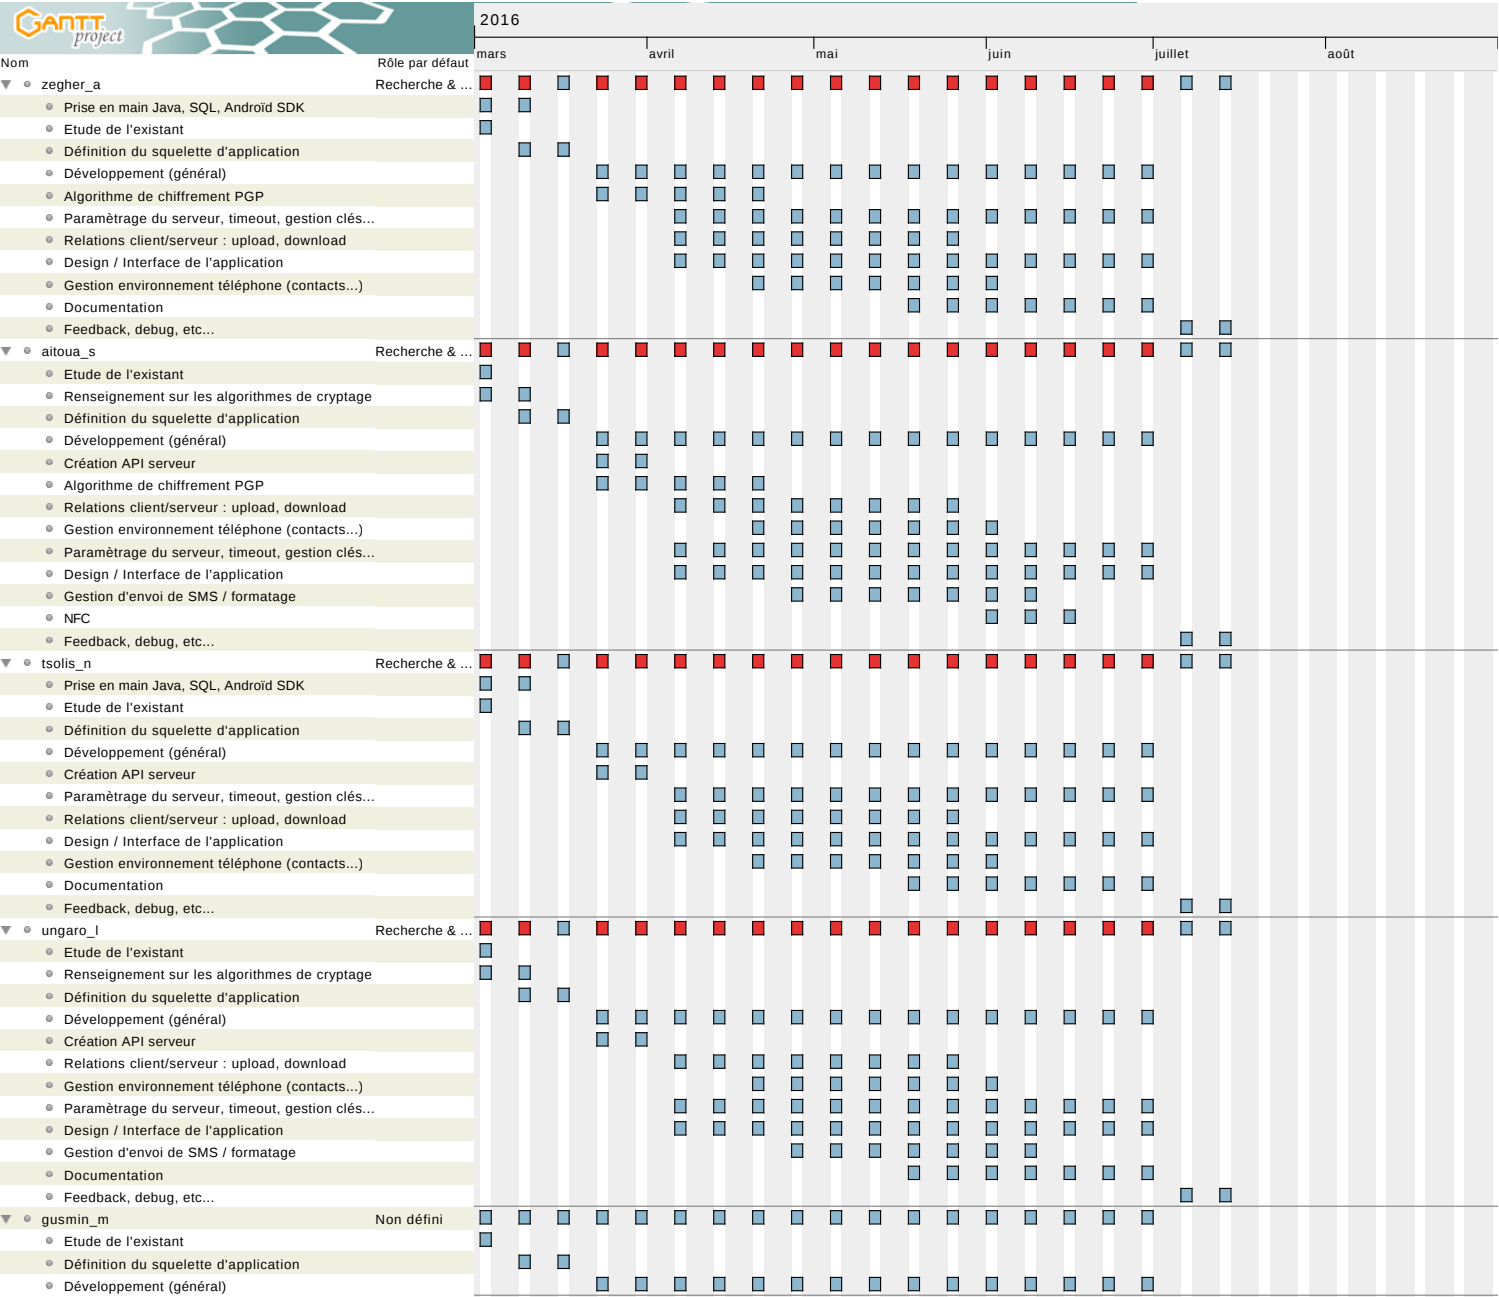 GANTT
project
2016
mars avril mai juin juillet août
Nom Rôle par défaut
zegher_a Recherche & ...
Prise en main Java, SQL, Androïd SDK
Etude de l'existant
Définition du squelette d'application
Développement (général)
Algorithme de chiffrement PGP
Paramètrage du serveur, timeout, gestion clés...
Relations client/serveur : upload, download
Design / Interface de l'application
Gestion environnement téléphone (contacts...)
Documentation
Feedback, debug, etc...
aitoua_s Recherche & ...
Etude de l'existant
Renseignement sur les algorithmes de cryptage
Définition du squelette d'application
Développement (général)
Création API serveur
Algorithme de chiffrement PGP
Relations client/serveur : upload, download
Gestion environnement téléphone (contacts...)
Paramètrage du serveur, timeout, gestion clés...
Design / Interface de l'application
Gestion d'envoi de SMS / formatage
NFC
Feedback, debug, etc...
tsolis_n Recherche & ...
Prise en main Java, SQL, Androïd SDK
Etude de l'existant
Définition du squelette d'application
Développement (général)
Création API serveur
Paramètrage du serveur, timeout, gestion clés...
Relations client/serveur : upload, download
Design / Interface de l'application
Gestion environnement téléphone (contacts...)
Documentation
Feedback, debug, etc...
ungaro_l Recherche & ...
Etude de l'existant
Renseignement sur les algorithmes de cryptage
Définition du squelette d'application
Développement (général)
Création API serveur
Relations client/serveur : upload, download
Gestion environnement téléphone (contacts...)
Paramètrage du serveur, timeout, gestion clés...
Design / Interface de l'application
Gestion d'envoi de SMS / formatage
Documentation
Feedback, debug, etc...
gusmin_m Non défini
Etude de l'existant
Définition du squelette d'application
Développement (général)